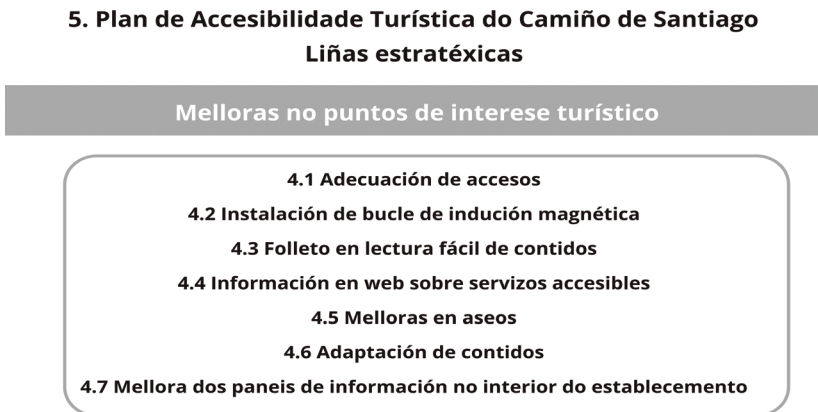 5. Plan de Accesibilidade Turística do Camiño de Santiago
Liñas estratéxicas
Melloras no puntos de interese turístico
4.1 Adecuación de accesos
4.2 Instalación de bucle de indución magnética
4.3 Folleto en lectura fácil de contidos
4.4 Información en web sobre servizos accesibles
4.5 Melloras en aseos
4.6 Adaptación de contidos
4.7 Mellora dos paneis de información no interior do establecemento